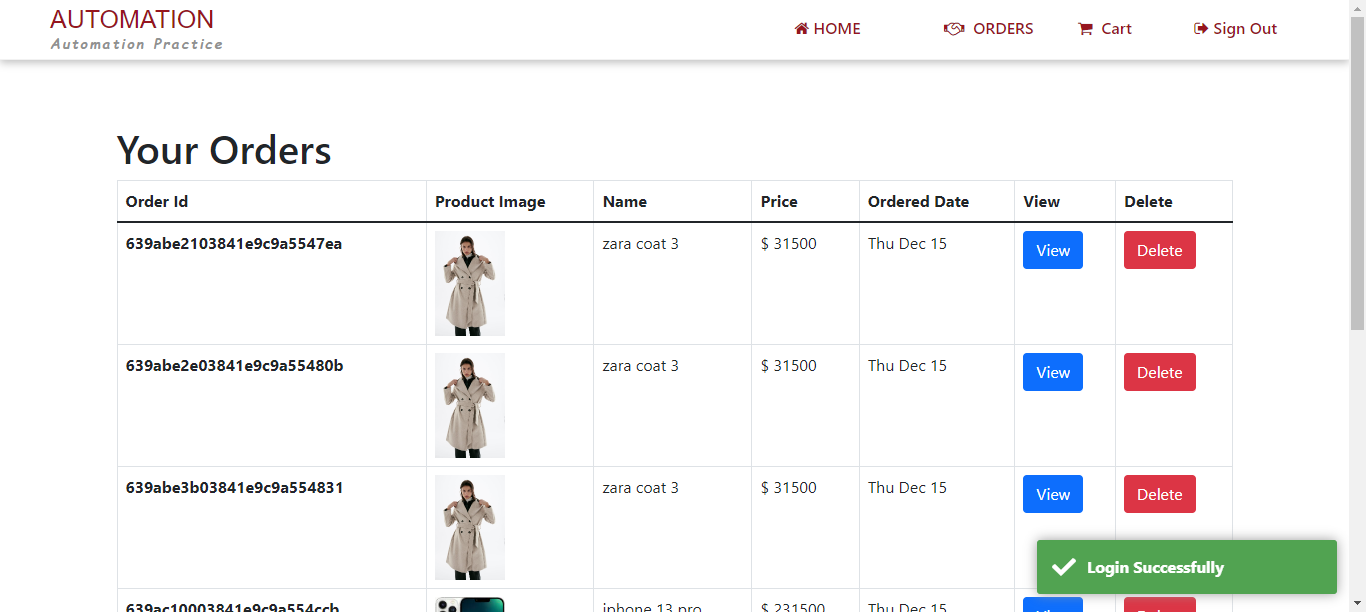 AUTOMATION
Automation Practice
HOME ORDERS Cart Sign Out
Your Orders
Order Id Product Image Name Price Ordered Date View Delete
639abe2103841e9c9a5547ea zara coat 3 $ 31500 Thu Dec 15 View Delete
639abe2e03841e9c9a55480b zara coat 3 $ 31500 Thu Dec 15 View Delete
639abe3b03841e9c9a554831 zara coat 3 $ 31500 Thu Dec 15 View Delete
Login Successfully
639ac10003841e9c9a554ccb iphone 13 pro $ 231500 Thu Dec 15